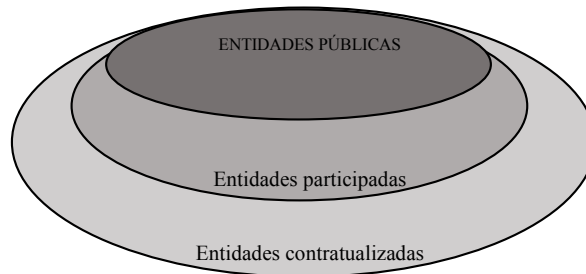 ENTIDADES PÚBLICAS
Entidades participadas
Entidades contratualizadas